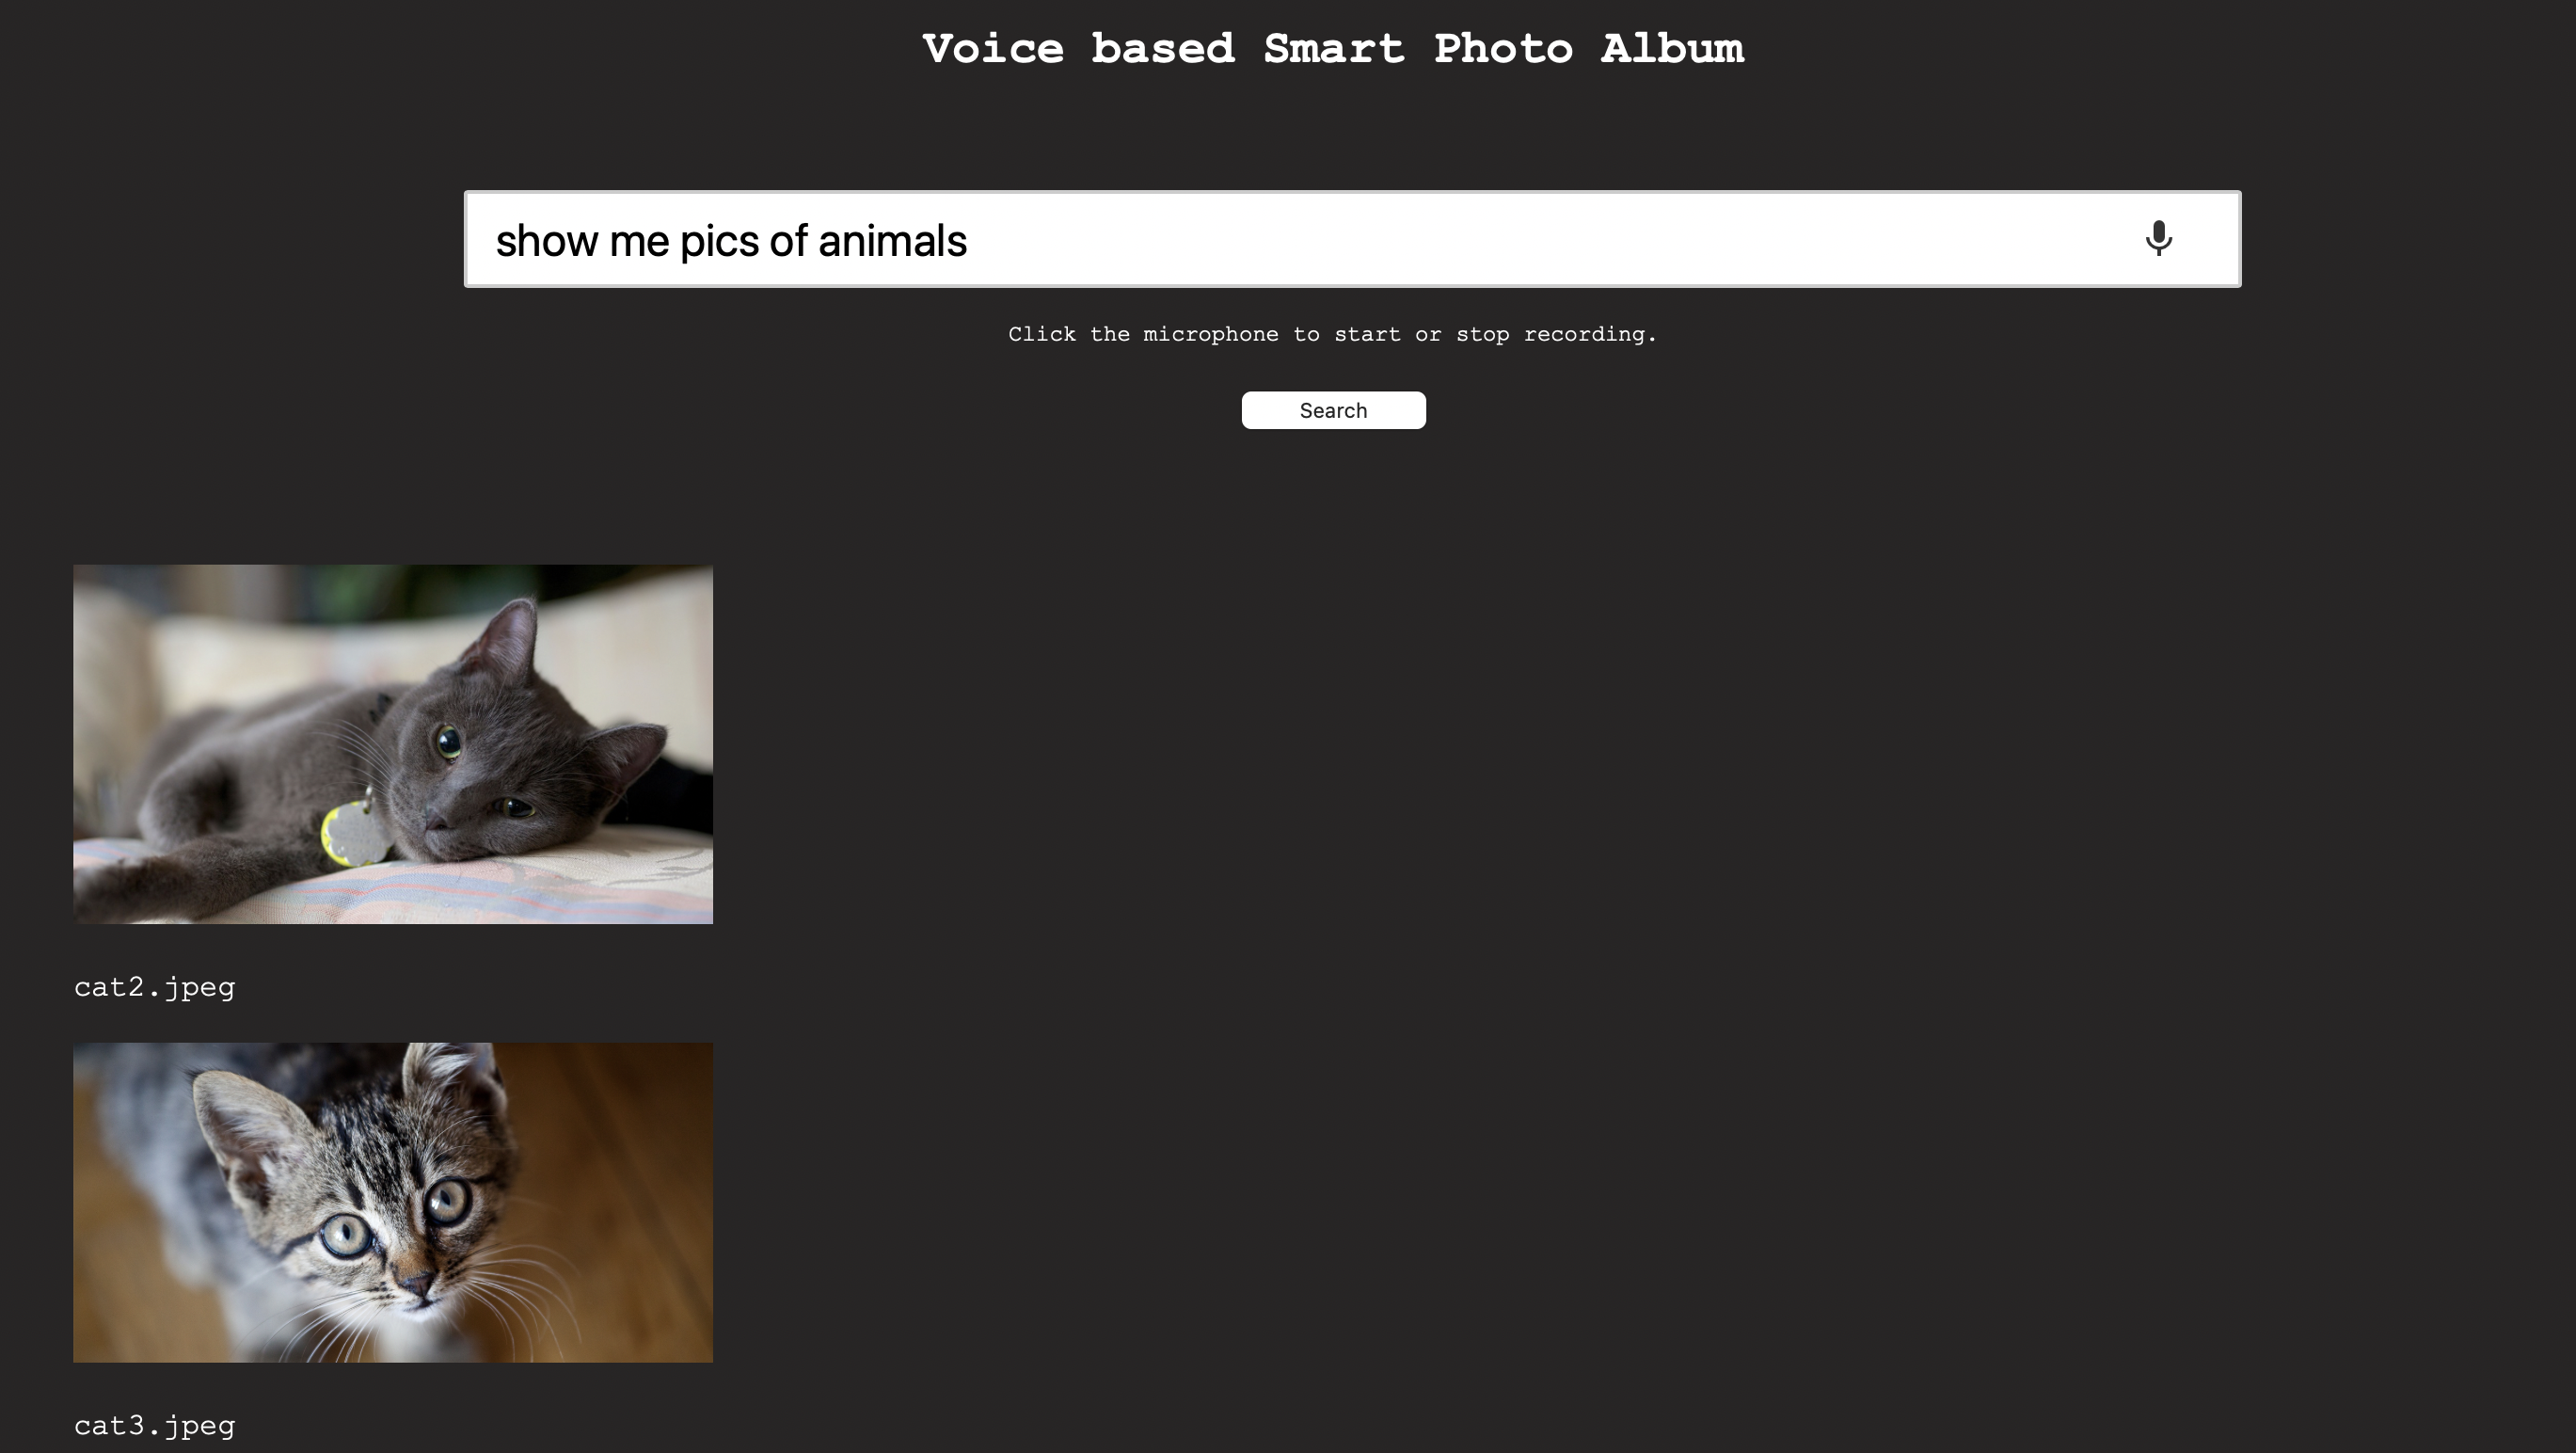 Voice based Smart Photo Album
show me pics of animals
Click the microphone to start or stop recording.
Search
cat2.jpeg
cat3.jpeg